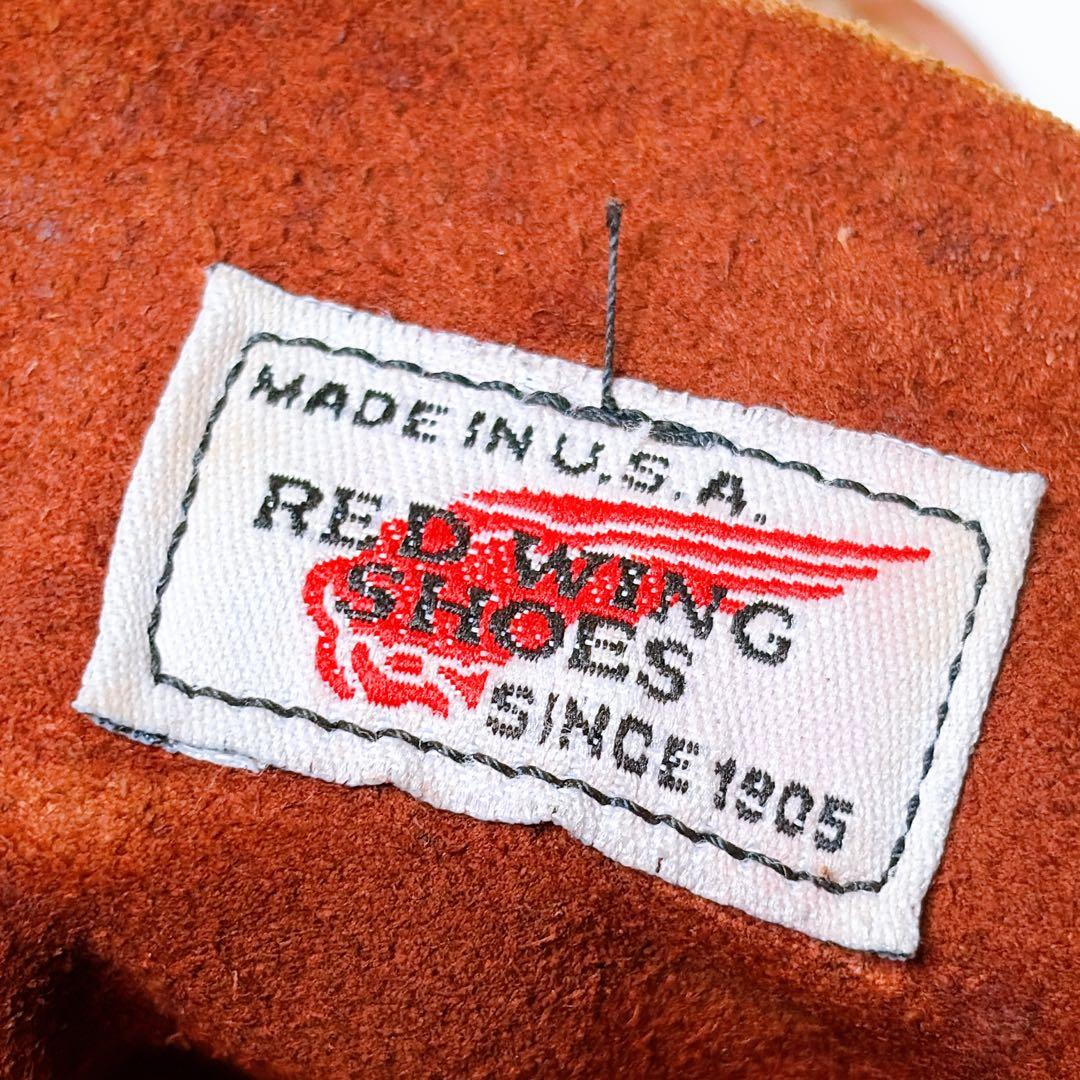 MADE IN U.S.A.
RED WING
SHOES
SINCE 1905